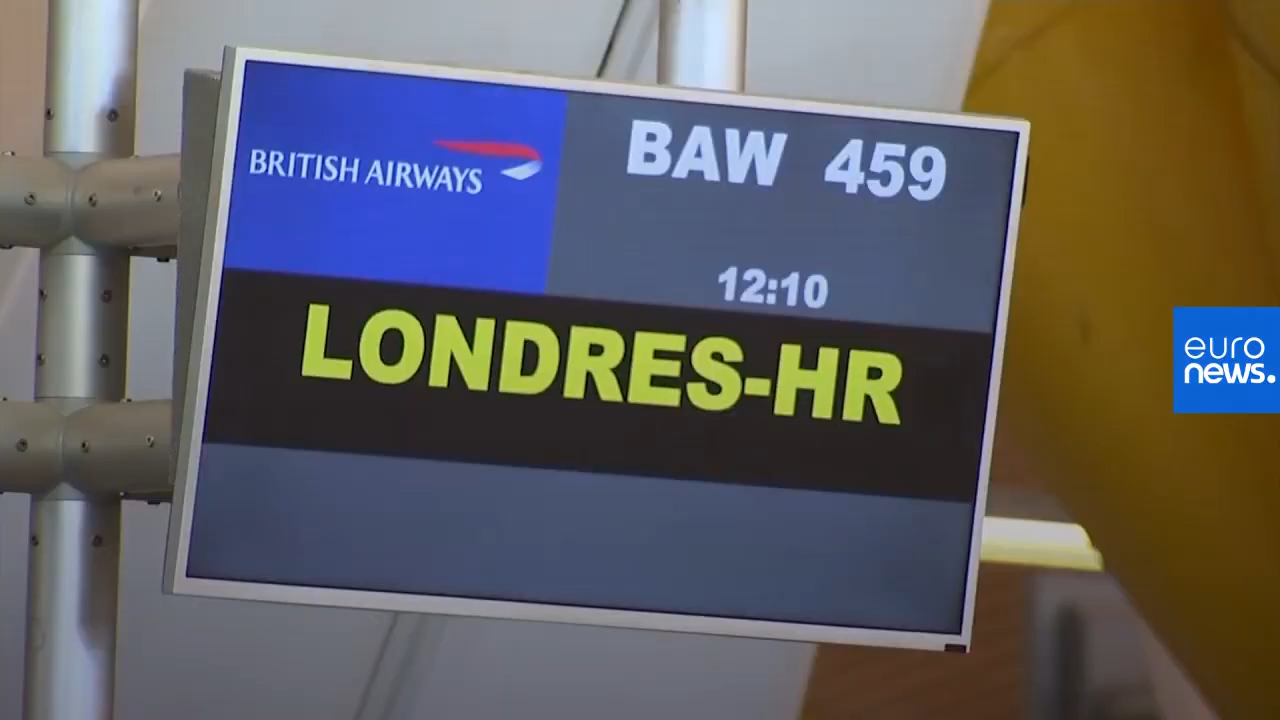 BRITISH AIRWAYS
BAW 459
12:10
LONDRES-HR
euro
news.